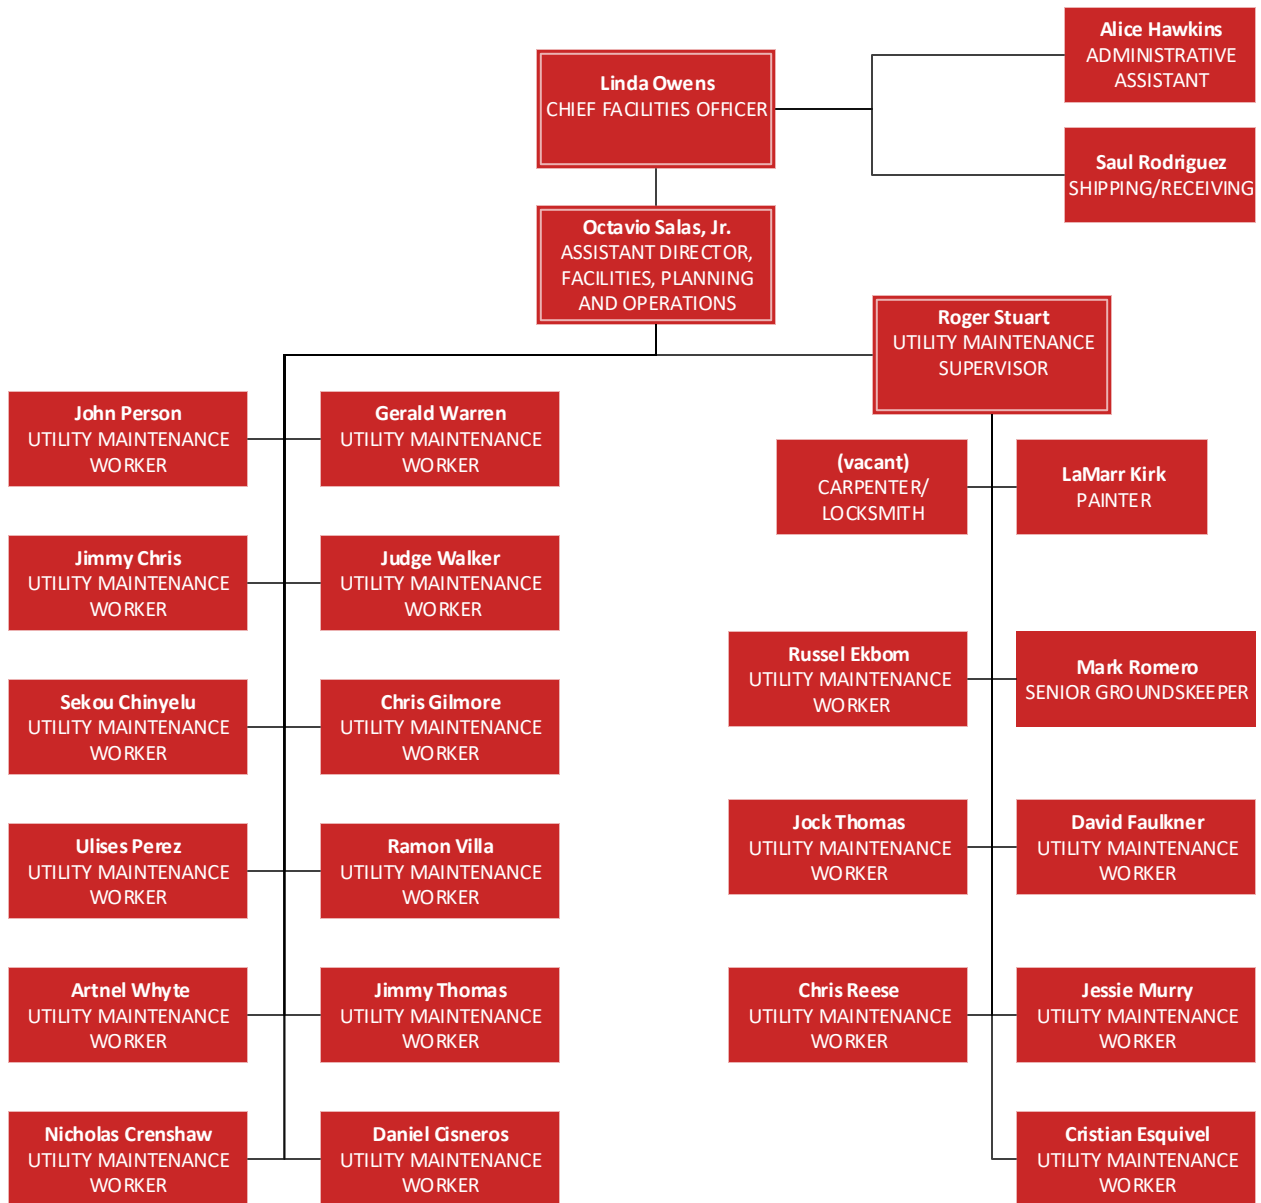 Alice Hawkins
ADMINISTRATIVE
ASSISTANT
Linda Owens
CHIEF FACILITIES OFFICER
Saul Rodriguez
SHIPPING/RECEIVING
Octavio Salas, Jr.
ASSISTANT DIRECTOR,
FACILITIES, PLANNING
AND OPERATIONS
Roger Stuart
UTILITY MAINTENANCE
SUPERVISOR
John Person
UTILITY MAINTENANCE
WORKER
Gerald Warren
UTILITY MAINTENANCE
WORKER
(vacant)
CARPENTER/
LOCKSMITH
LaMarr Kirk
PAINTER
Jimmy Chris
UTILITY MAINTENANCE
WORKER
Judge Walker
UTILITY MAINTENANCE
WORKER
Russel Ekbom
UTILITY MAINTENANCE
WORKER
Mark Romero
SENIOR GROUNDSKEEPER
Sekou Chinyelu
UTILITY MAINTENANCE
WORKER
Chris Gilmore
UTILITY MAINTENANCE
WORKER
Jock Thomas
UTILITY MAINTENANCE
WORKER
David Faulkner
UTILITY MAINTENANCE
WORKER
Ulises Perez
UTILITY MAINTENANCE
WORKER
Ramon Villa
UTILITY MAINTENANCE
WORKER
Artnel Whyte
UTILITY MAINTENANCE
WORKER
Jimmy Thomas
UTILITY MAINTENANCE
WORKER
Chris Reese
UTILITY MAINTENANCE
WORKER
Jessie Murry
UTILITY MAINTENANCE
WORKER
Nicholas Crenshaw
UTILITY MAINTENANCE
WORKER
Daniel Cisneros
UTILITY MAINTENANCE
WORKER
Cristian Esquivel
UTILITY MAINTENANCE
WORKER